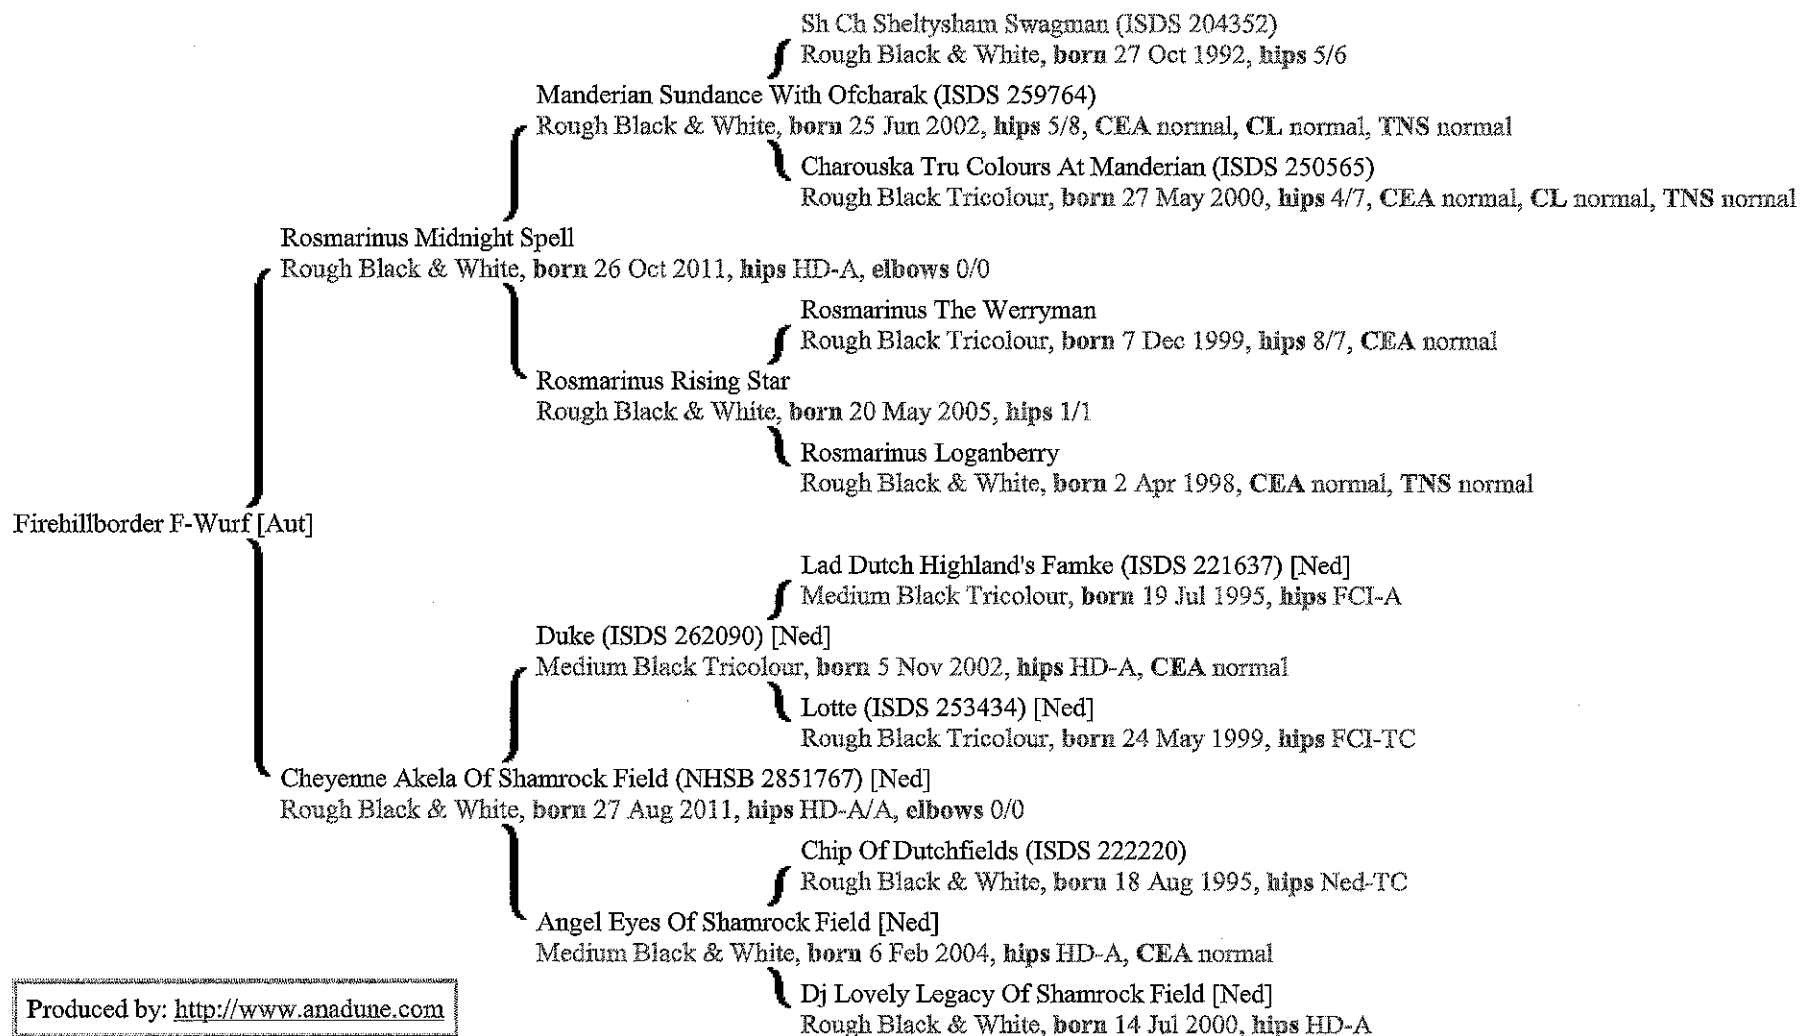 Sh Ch Sheltysham Swagman (ISDS 204352)
Rough Black & White, born 27 Oct 1992, hips 5/6
Manderian Sundance With Ofcharak (ISDS 259764)
Rough Black & White, born 25 Jun 2002, hips 5/8, CEA normal, CL normal, TNS normal
Charouska Tru Colours At Manderian (ISDS 250565)
Rough Black Tricolour, born 27 May 2000, hips 4/7, CEA normal, CL normal, TNS normal
Rosmarinus Midnight Spell
Rough Black & White, born 26 Oct 2011, hips HD-A, elbows 0/0
Rosmarinus The Werryman
Rough Black Tricolour, born 7 Dec 1999, hips 8/7, CEA normal
Rosmarinus Rising Star
Rough Black & White, born 20 May 2005, hips 1/1
Rosmarinus Loganberry
Rough Black & White, born 2 Apr 1998, CEA normal, TNS normal
Firehillborder F-Wurf [Aut]
Lad Dutch Highland's Famke (ISDS 221637) [Ned]
Medium Black Tricolour, born 19 Jul 1995, hips FCI-A
Duke (ISDS 262090) [Ned]
Medium Black Tricolour, born 5 Nov 2002, hips HD-A, CEA normal
Lotte (ISDS 253434) [Ned]
Rough Black Tricolour, born 24 May 1999, hips FCI-TC
Cheyenne Akela Of Shamrock Field (NHSB 2851767) [Ned]
Rough Black & White, born 27 Aug 2011, hips HD-A/A, elbows 0/0
Chip Of Dutchfields (ISDS 222220)
Rough Black & White, born 18 Aug 1995, hips Ned-TC
Angel Eyes Of Shamrock Field [Ned]
Medium Black & White, born 6 Feb 2004, hips HD-A, CEA normal
Dj Lovely Legacy Of Shamrock Field [Ned]
Rough Black & White, born 14 Jul 2000, hips HD-A
Produced by: http://www.anadune.com